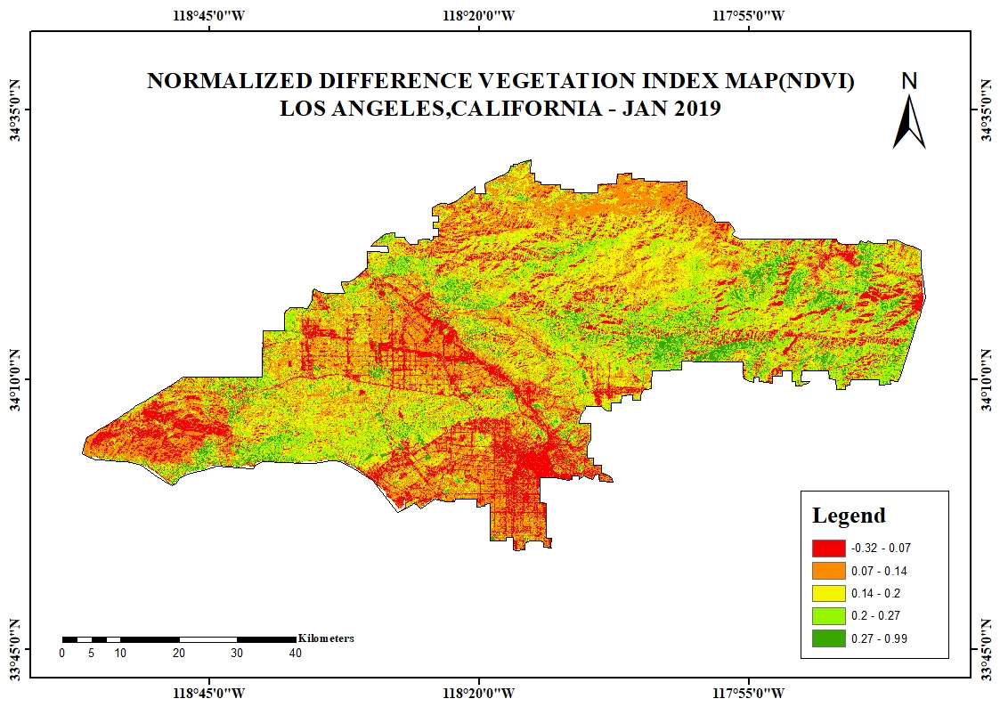 118°45'0"W 118°20'0"W 117°55'0"W
NORMALIZED DIFFERENCE VEGETATION INDEX MAP(NDVI)
LOS ANGELES,CALIFORNIA - JAN 2019
N
34°35'0"N
34°35'0"N
34°10'0"N
34°10'0"N
Legend
-0.32 - 0.07
0.07 - 0.14
0.14 - 0.2
0.2 - 0.27
0.27 - 0.99
Kilometers
0 5 10 20 30 40
33°45'0"N
33°45'0"N
118°45'0"W 118°20'0"W 117°55'0"W